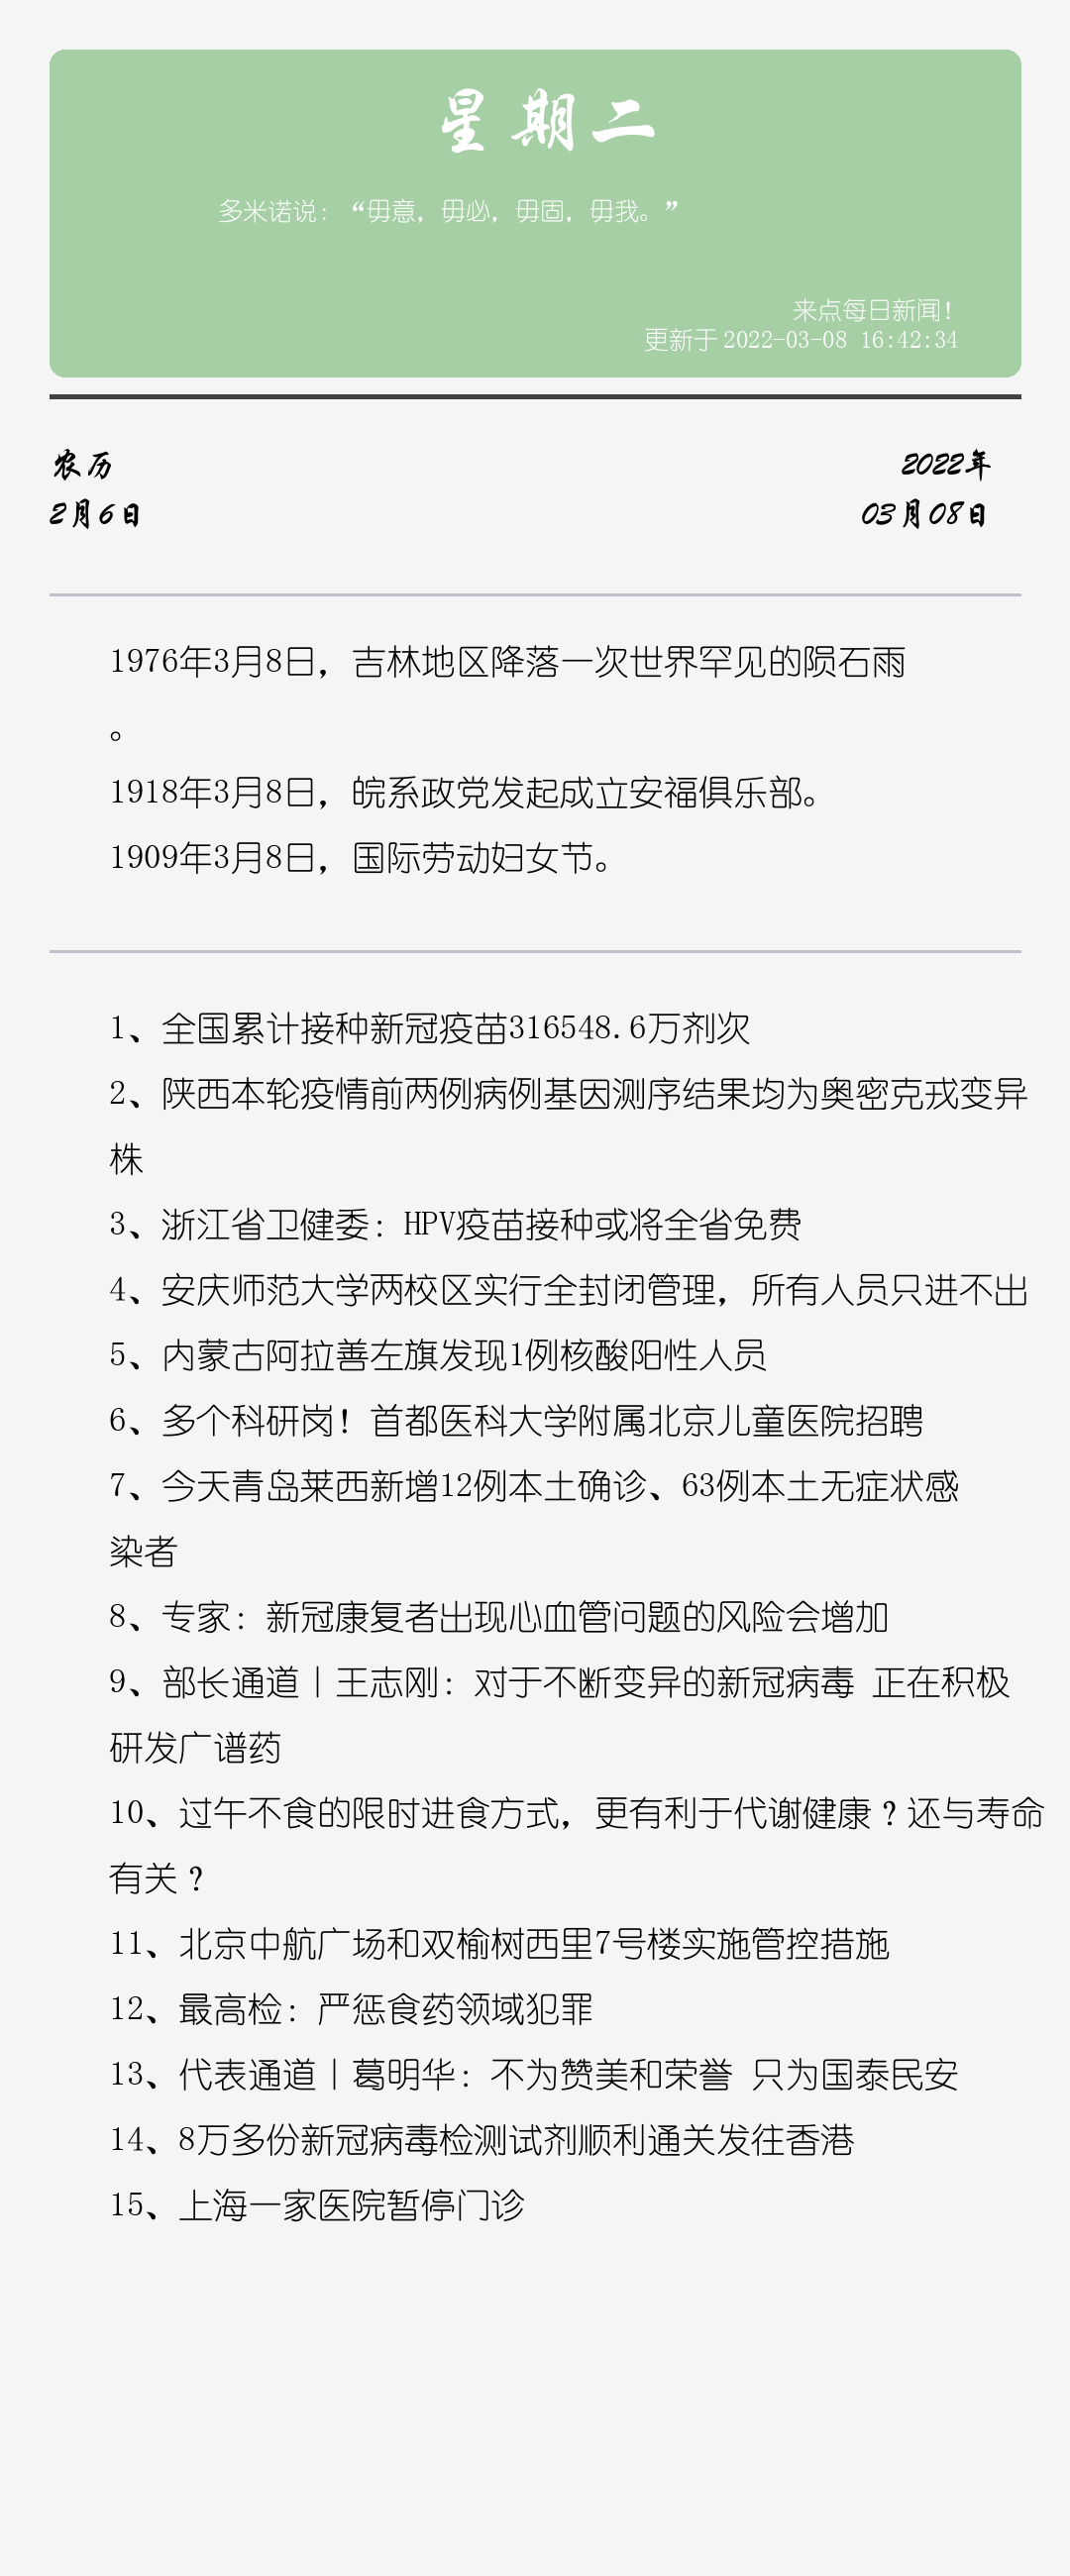 星期二
多米诺说：“毋意，毋必，毋固，毋我。”
来点每日新闻！
更新于 2022-03-08 16:42:34
农历
2022年
2月6日
03月08日
1976年3月8日，吉林地区降落一次世界罕见的陨石雨
。
1918年3月8日，皖系政党发起成立安福俱乐部。
1909年3月8日，国际劳动妇女节。
1、全国累计接种新冠疫苗316548.6万剂次
2、陕西本轮疫情前两例病例基因测序结果均为奥密克戎变异
株
3、浙江省卫健委：HPV疫苗接种或将全省免费
4、安庆师范大学两校区实行全封闭管理，所有人员只进不出
5、内蒙古阿拉善左旗发现1例核酸阳性人员
6、多个科研岗！首都医科大学附属北京儿童医院招聘
7、今天青岛莱西新增12例本土确诊、63例本土无症状感
染者
8、专家：新冠康复者出现心血管问题的风险会增加
9、部长通道丨王志刚：对于不断变异的新冠病毒 正在积极
研发广谱药
10、过午不食的限时进食方式，更有利于代谢健康？还与寿命
有关？
11、北京中航广场和双榆树西里7号楼实施管控措施
12、最高检：严惩食药领域犯罪
13、代表通道丨葛明华：不为赞美和荣誉 只为国泰民安
14、8万多份新冠病毒检测试剂顺利通关发往香港
15、上海一家医院暂停门诊